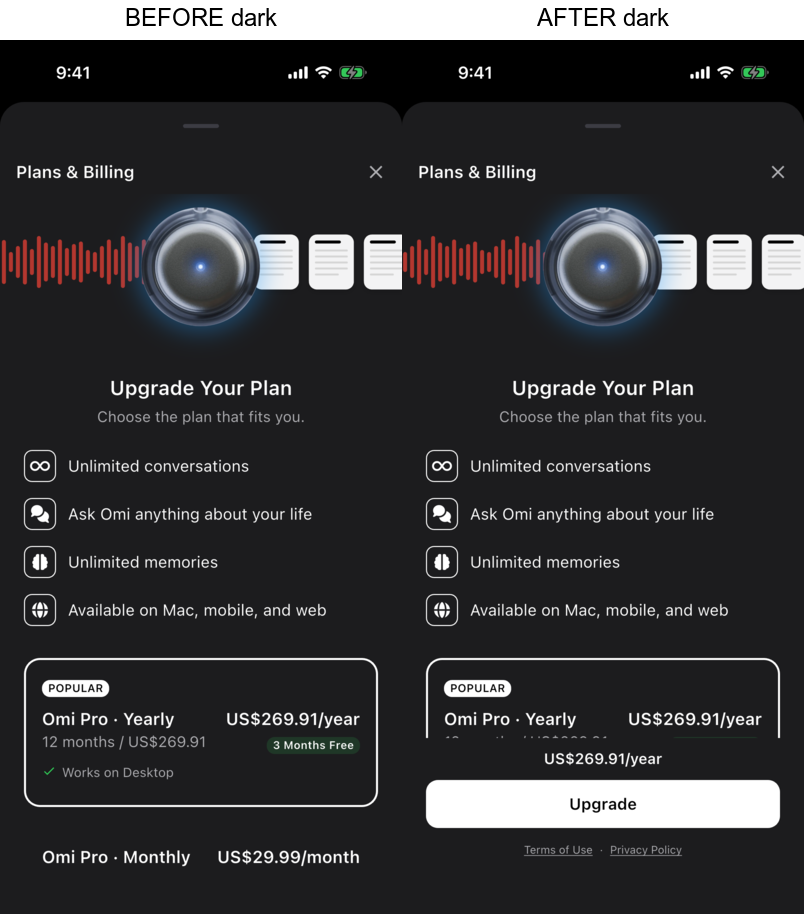 BEFORE dark
AFTER dark
9:41
Plans & Billing
Upgrade Your Plan
Choose the plan that fits you.
Unlimited conversations
Ask Omi anything about your life
Unlimited memories
Available on Mac, mobile, and web
POPULAR
Omi Pro · Yearly US$269.91/year
12 months / US$269.91 3 Months Free
Works on Desktop
Omi Pro · Monthly US$29.99/month
9:41
Plans & Billing
Upgrade Your Plan
Choose the plan that fits you.
Unlimited conversations
Ask Omi anything about your life
Unlimited memories
Available on Mac, mobile, and web
POPULAR
Omi Pro · Yearly US$269.91/year
US$269.91/year
Upgrade
Terms of Use · Privacy Policy